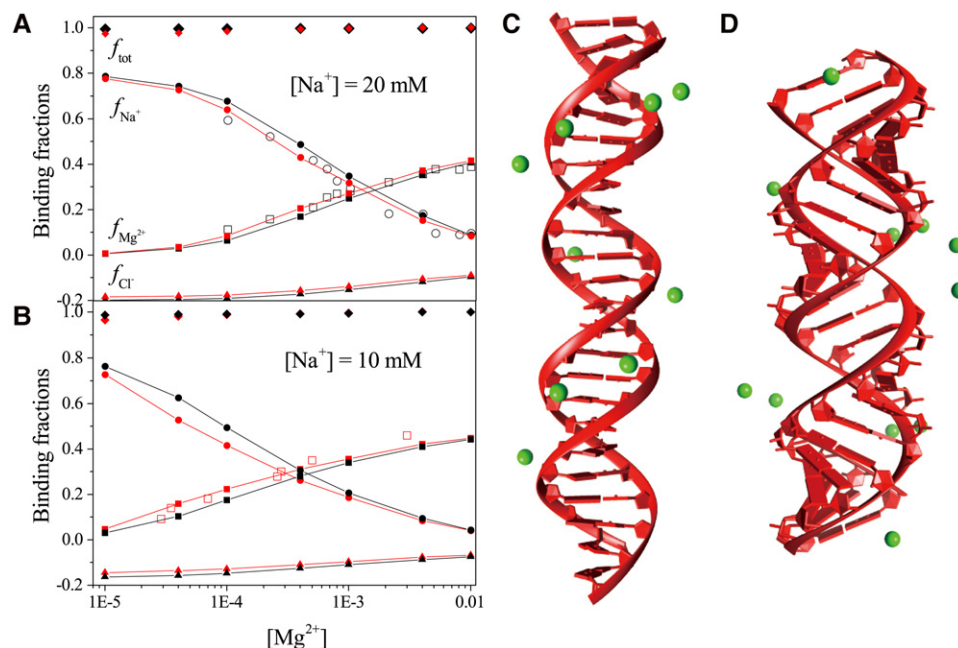 A
C
D
1.0
f_tot
0.8
f_Na⁺
[Na⁺] = 20 mM
0.6
0.4
0.2
f_Mg²⁺
0.0
f_Cl⁻
-0.2
Binding fractions
B
1.0
[Na⁺] = 10 mM
0.8
0.6
0.4
0.2
0.0
-0.2
Binding fractions
1E-5 1E-4 1E-3 0.01
[Mg²⁺]